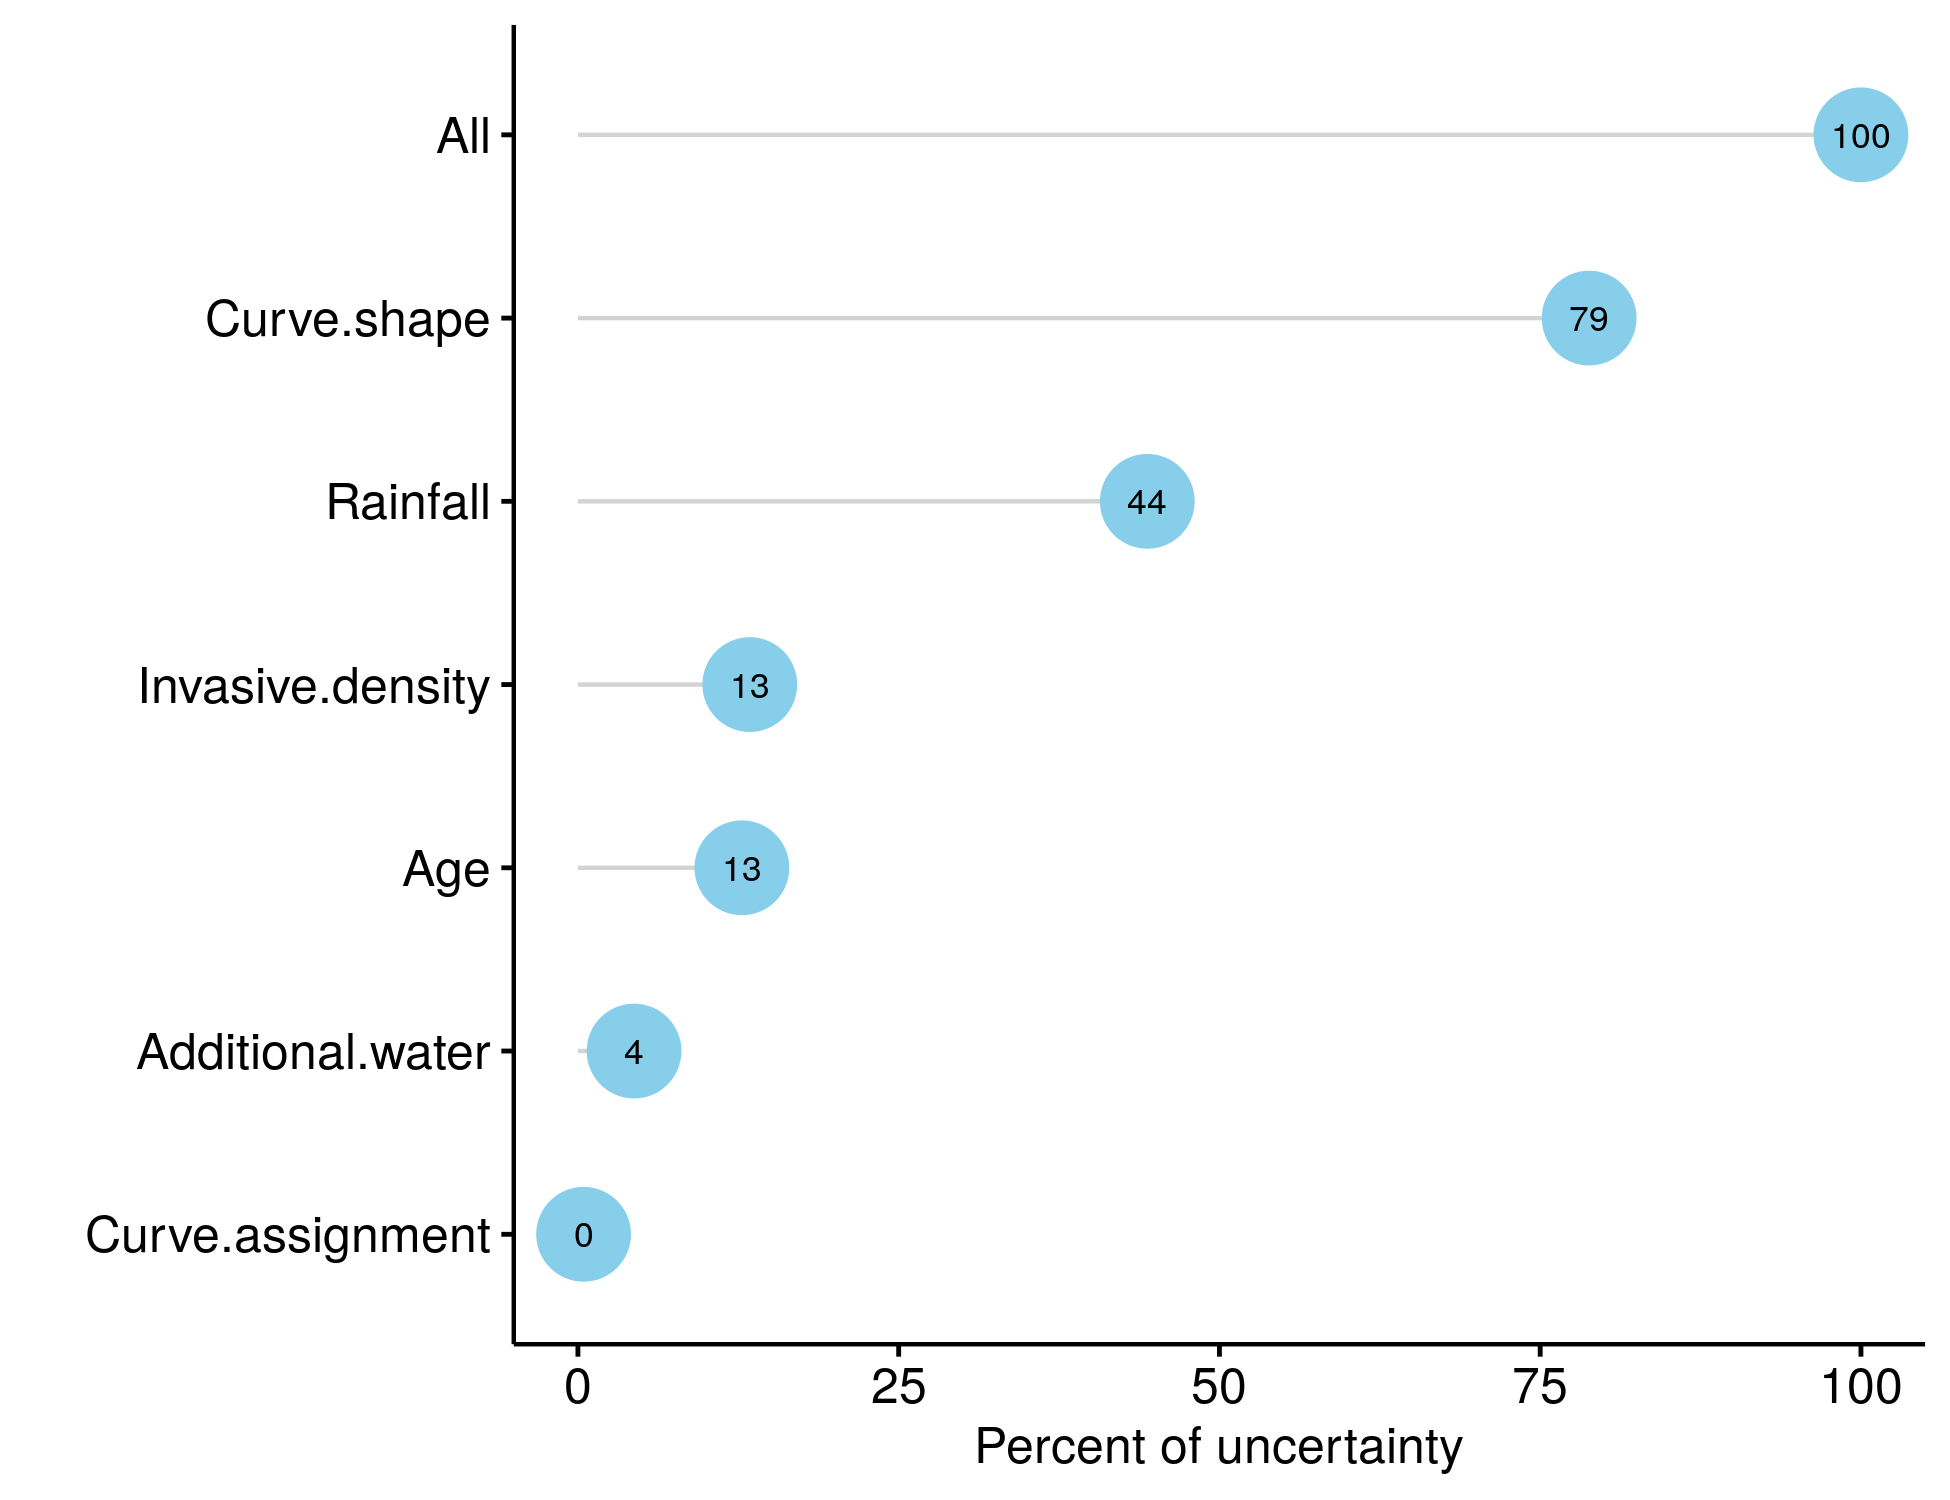 All
100
Curve.shape
79
Rainfall
44
Invasive.density
13
Age
13
Additional.water
4
Curve.assignment
0
0 25 50 75 100
Percent of uncertainty